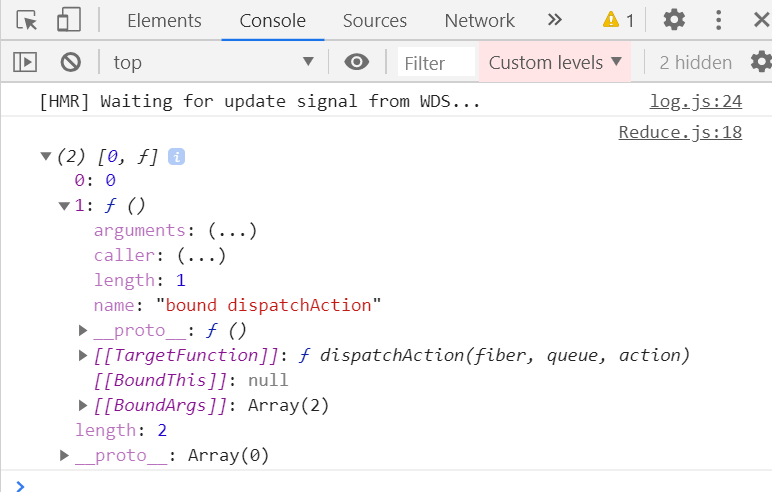 Elements Console Sources Network » 1
top Filter Custom levels ▼ 2 hidden
[HMR] Waiting for update signal from WDS... log.js:24
Reduce.js:18
▼(2) [0, ƒ] i
0: 0
▼1: ƒ ()
arguments: (...)
caller: (...)
length: 1
name: "bound dispatchAction"
▶__proto__: ƒ ()
▶[[TargetFunction]]: ƒ dispatchAction(fiber, queue, action)
[[BoundThis]]: null
▶[[BoundArgs]]: Array(2)
length: 2
▶__proto__: Array(0)